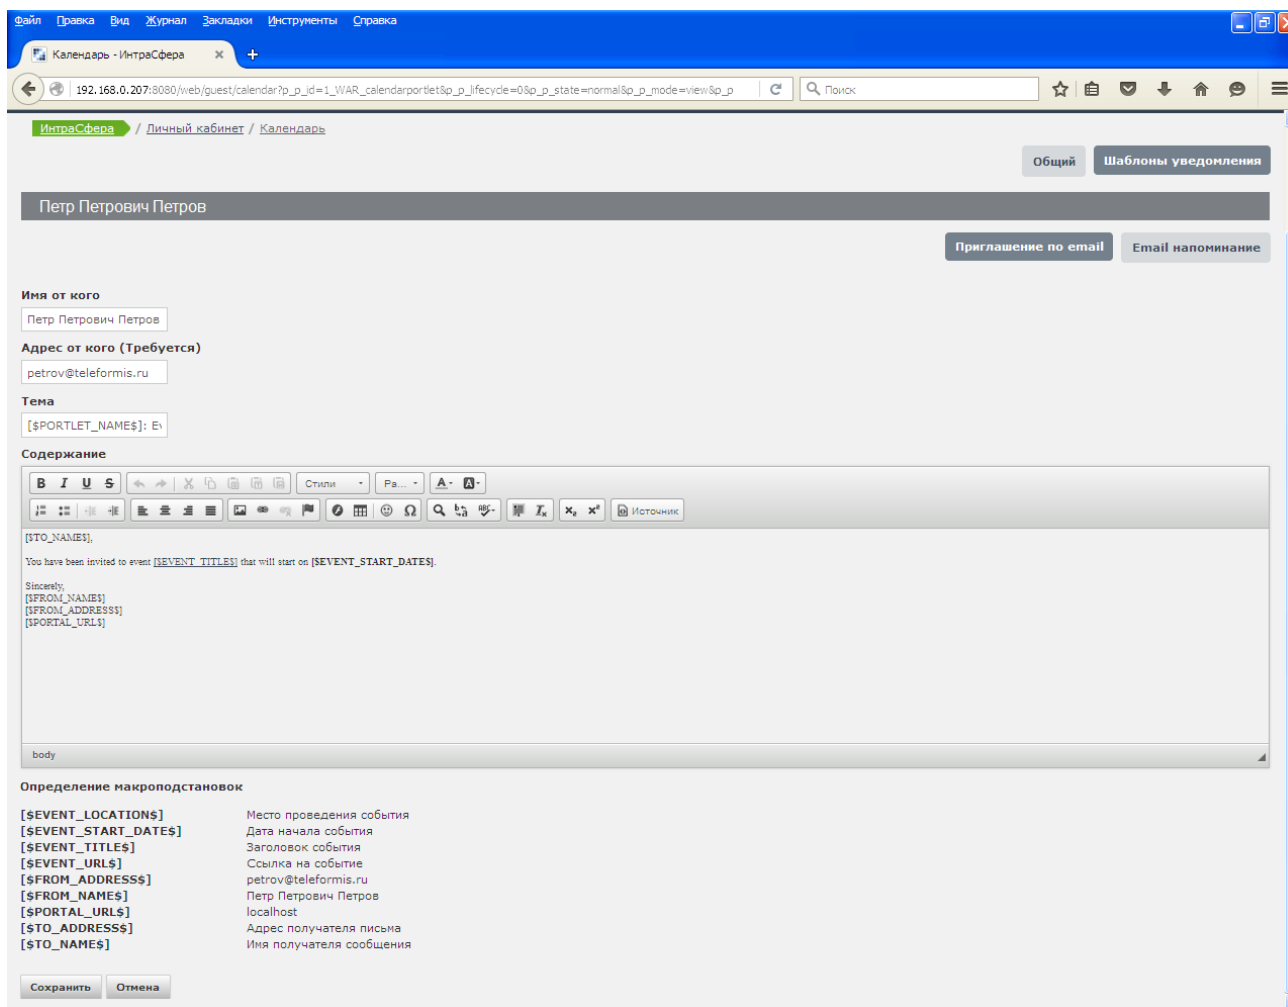 Файл Правка Вид Журнал Закладки Инструменты Справка
Календарь - ИнтраСфера
192.168.0.207:8080/web/guest/calendar?p_p_id=1_WAR_calendarportlet&p_p_lifecycle=0&p_p_state=normal&p_p_mode=view&p_p
Поиск
ИнтраСфера / Личный кабинет / Календарь
Общий Шаблоны уведомления
Петр Петрович Петров
Приглашение по email Email напоминание
Имя от кого
Петр Петрович Петров
Адрес от кого (Требуется)
petrov@teleformis.ru
Тема
[$PORTLET_NAME$]: Ev
Содержание
B I U S Стили Ра... A A
Ω ABC Ix x₂ x² Источник
[$TO_NAME$],
You have been invited to event [$EVENT_TITLE$] that will start on [$EVENT_START_DATE$].
Sincerely,
[$FROM_NAME$]
[$FROM_ADDRESS$]
[$PORTAL_URL$]
body
Определение макроподстановок
[$EVENT_LOCATION$] Место проведения события
[$EVENT_START_DATE$] Дата начала события
[$EVENT_TITLE$] Заголовок события
[$EVENT_URL$] Ссылка на событие
[$FROM_ADDRESS$] petrov@teleformis.ru
[$FROM_NAME$] Петр Петрович Петров
[$PORTAL_URL$] localhost
[$TO_ADDRESS$] Адрес получателя письма
[$TO_NAME$] Имя получателя сообщения
Сохранить Отмена